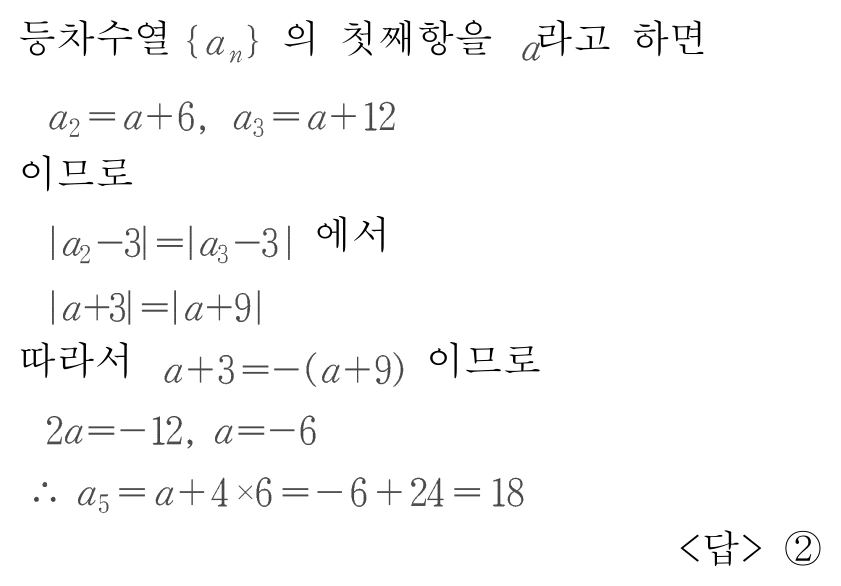 등차수열 {aₙ} 의 첫째항을 a라고 하면
a₂=a+6, a₃=a+12
이므로
|a₂-3|=|a₃-3| 에서
|a+3|=|a+9|
따라서 a+3=-(a+9) 이므로
2a=-12, a=-6
∴ a₅=a+4×6=-6+24=18
<답> ②